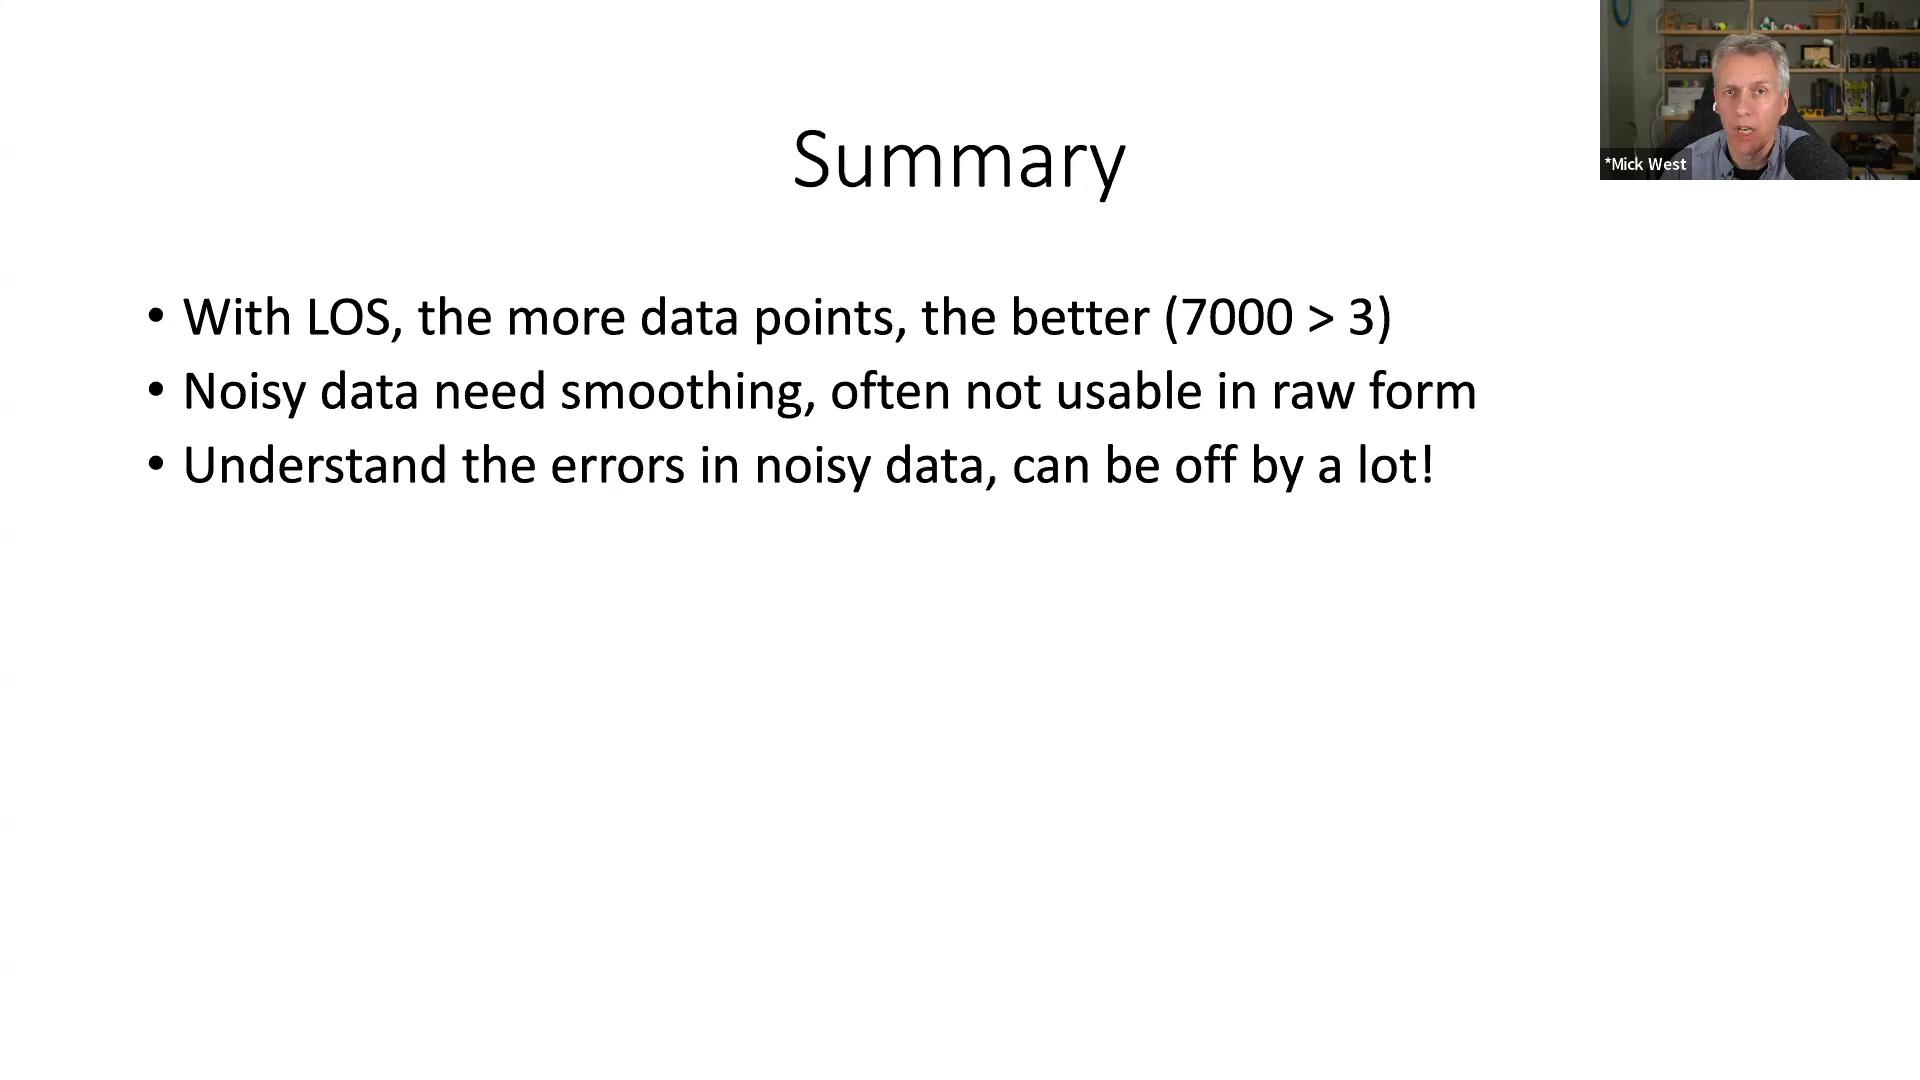 Summary
• With LOS, the more data points, the better (7000 > 3)
• Noisy data need smoothing, often not usable in raw form
• Understand the errors in noisy data, can be off by a lot!
*Mick West